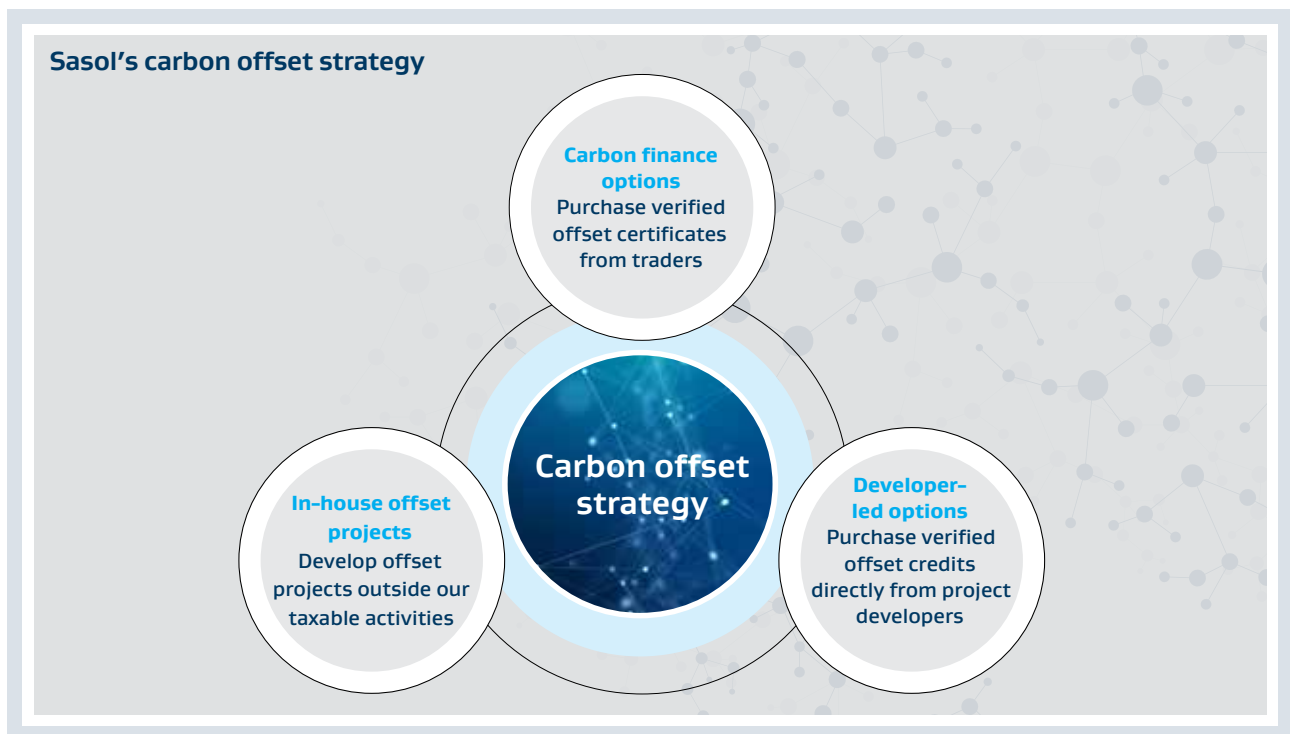 Sasol’s carbon offset strategy
Carbon finance
options
Purchase verified
offset certificates
from traders
Carbon offset
strategy
In-house offset
projects
Develop offset
projects outside our
taxable activities
Developer-
led options
Purchase verified
offset credits
directly from project
developers